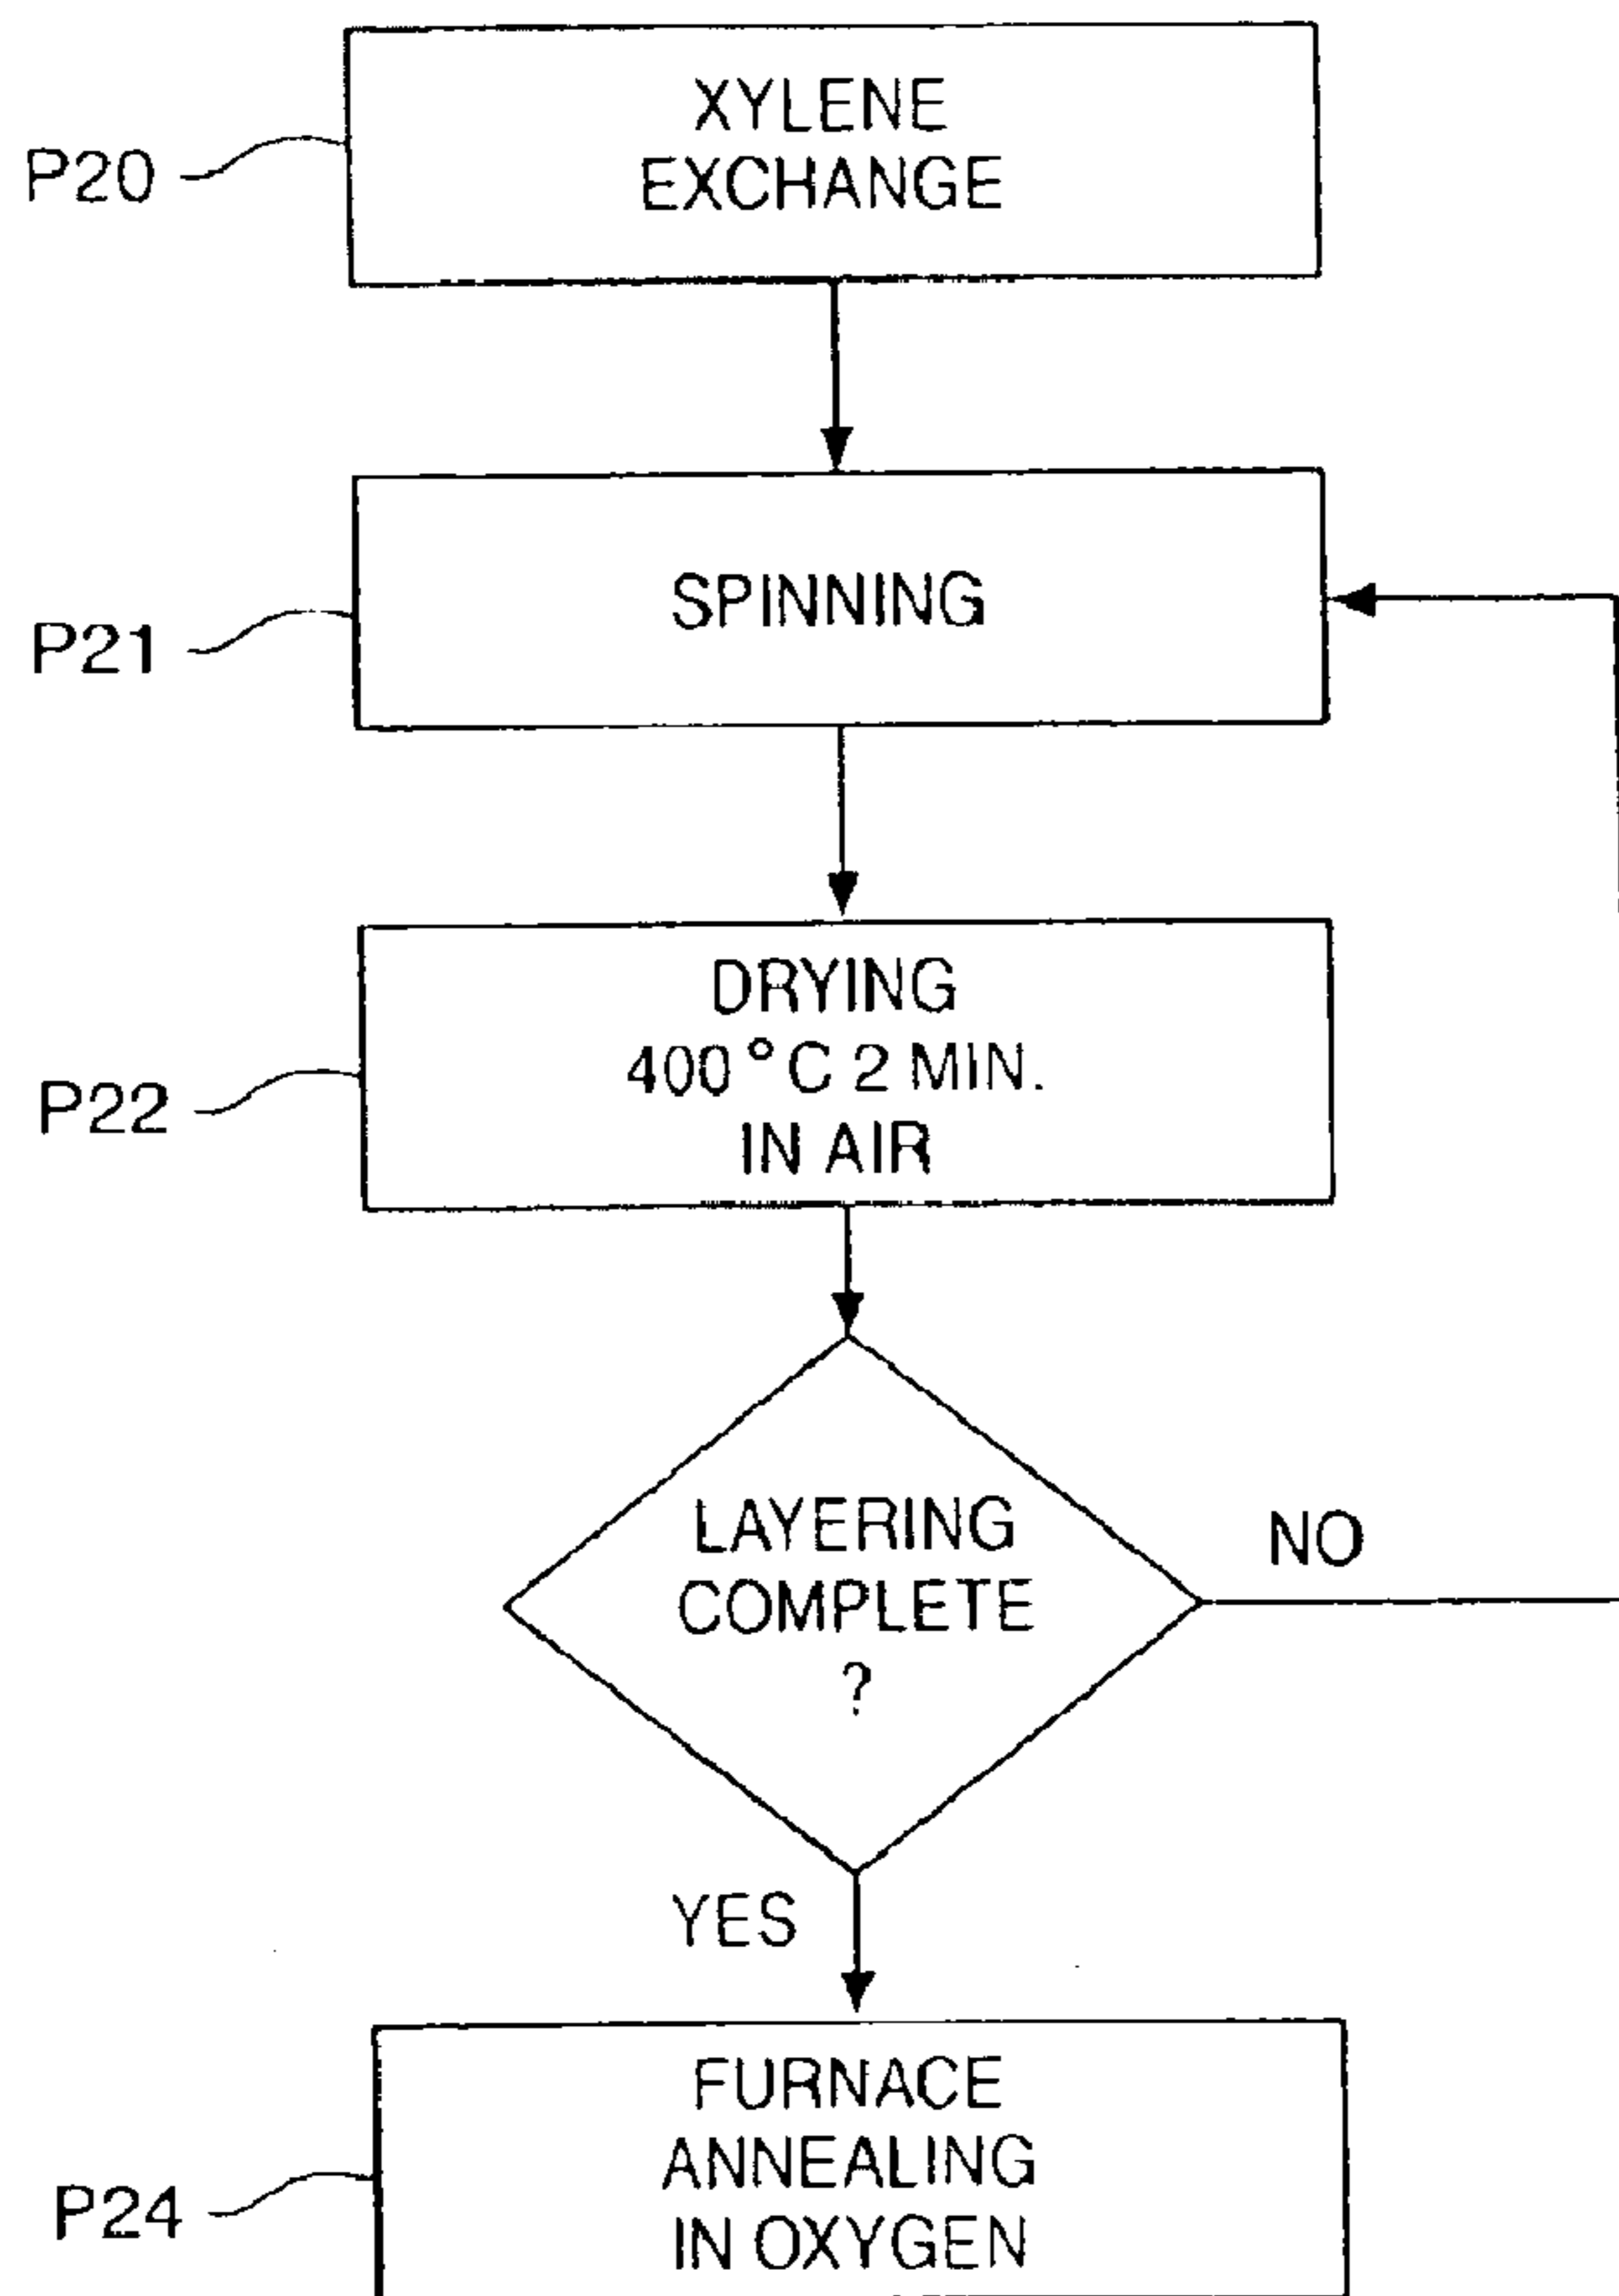 XYLENE
EXCHANGE
P20
SPINNING
P21
DRYING
400°C 2 MIN.
IN AIR
P22
LAYERING
COMPLETE
?
NO
YES
FURNACE
ANNEALING
IN OXYGEN
P24